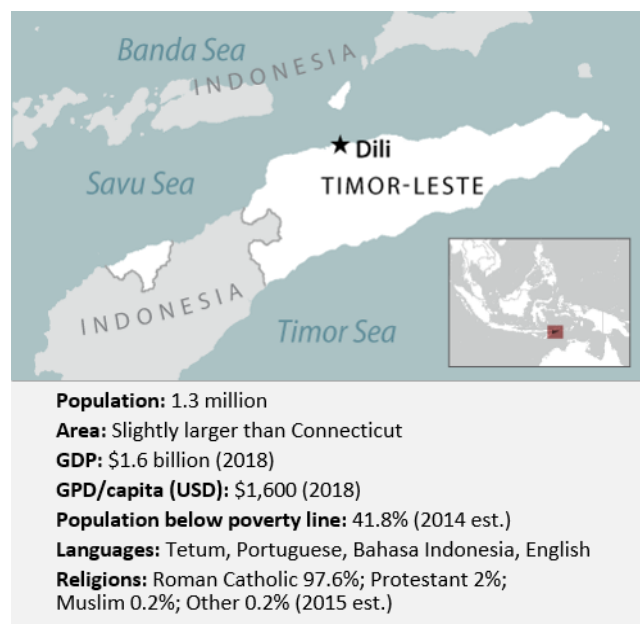 Banda Sea
INDONESIA
Dili
Savu Sea
TIMOR-LESTE
INDONESIA
Timor Sea
Population: 1.3 million
Area: Slightly larger than Connecticut
GDP: $1.6 billion (2018)
GPD/capita (USD): $1,600 (2018)
Population below poverty line: 41.8% (2014 est.)
Languages: Tetum, Portuguese, Bahasa Indonesia, English
Religions: Roman Catholic 97.6%; Protestant 2%;
Muslim 0.2%; Other 0.2% (2015 est.)